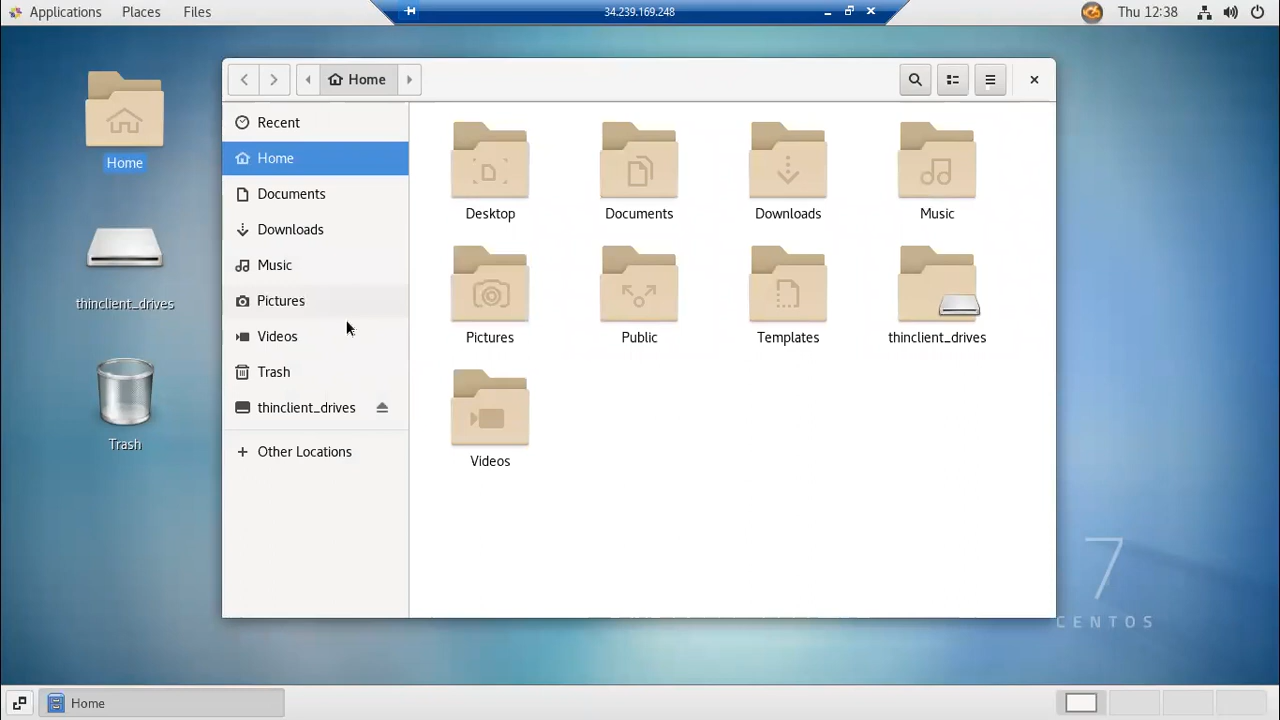 Applications Places Files 34.239.169.248 Thu 12:38
Home
thinclient_drives
Trash
Home
Recent
Home
Documents
Downloads
Music
Pictures
Videos
Trash
thinclient_drives
Other Locations
Desktop Documents Downloads Music
Pictures Public Templates thinclient_drives
Videos
7
CENTOS
Home